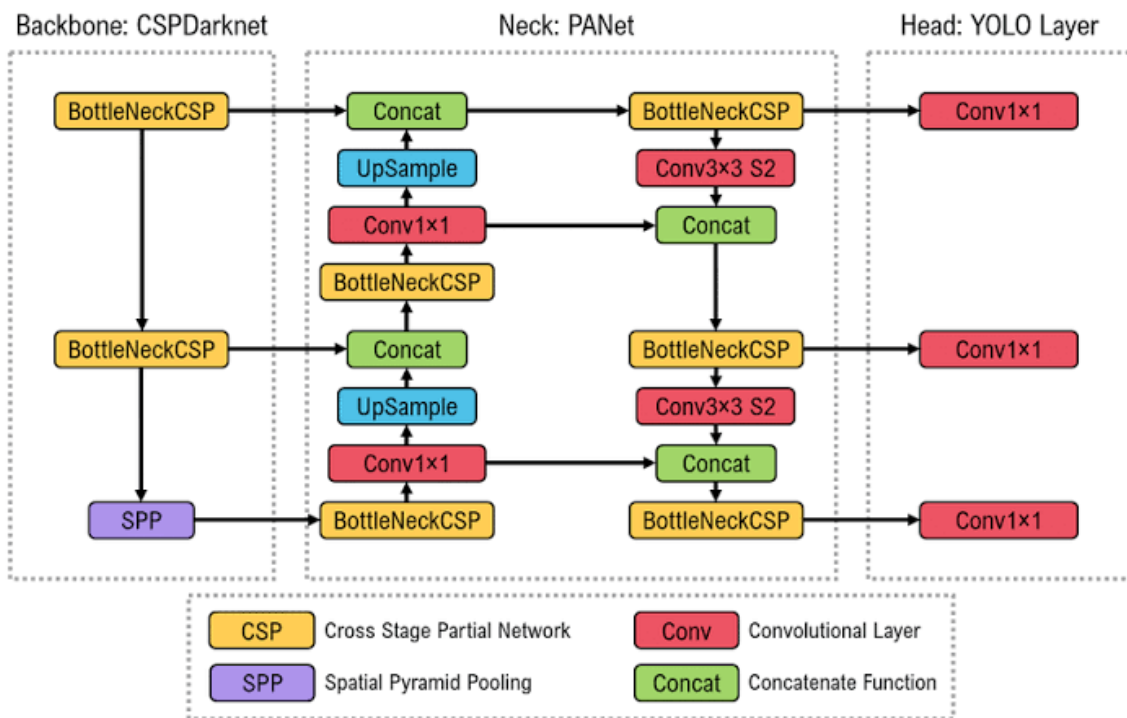 Backbone: CSPDarknet
Neck: PANet
Head: YOLO Layer
BottleNeckCSP
Concat
BottleNeckCSP
Conv1×1
UpSample
Conv3×3 S2
Conv1×1
Concat
BottleNeckCSP
BottleNeckCSP
Concat
BottleNeckCSP
Conv1×1
UpSample
Conv3×3 S2
Conv1×1
Concat
SPP
BottleNeckCSP
BottleNeckCSP
Conv1×1
CSP
Cross Stage Partial Network
Conv
Convolutional Layer
SPP
Spatial Pyramid Pooling
Concat
Concatenate Function